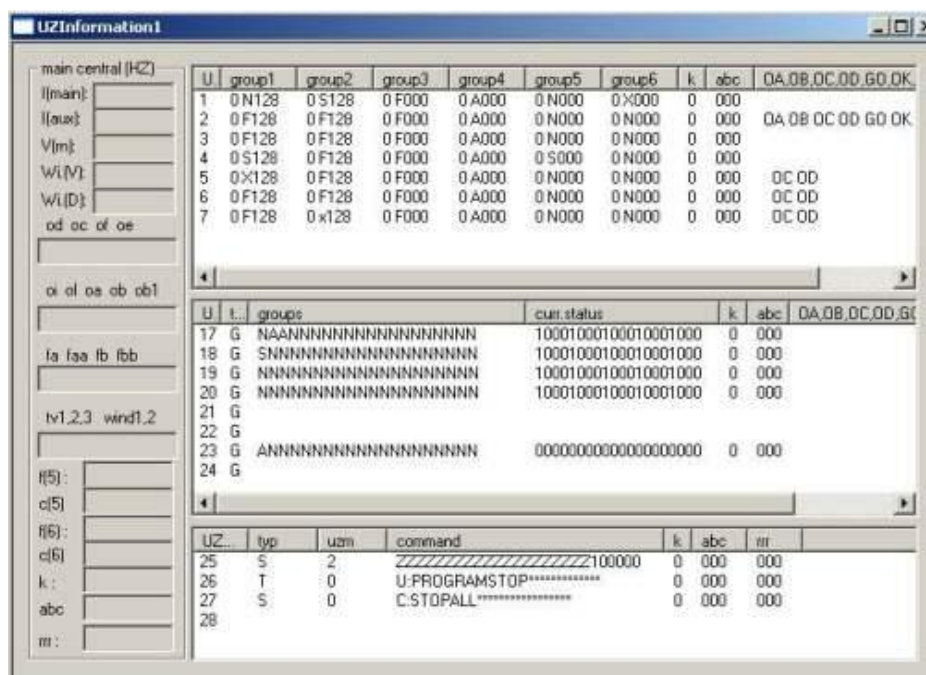 UZInformation1
main central (HZ)
I(main):
I(aux):
V(m):
Wi.(V):
Wi.(D):
od oc of oe
oi ol oa ob ob1
fa faa fb fbb
tv1,2,3 wind1,2
f(5) :
c(5)
f(6) :
c(6)
k :
abc
rrr :
U. group1 group2 group3 group4 group5 group6 k abc OA,OB,OC,OD,GO,OK,
1 0 N128 0 S128 0 F000 0 A000 0 N000 0 X000 0 000
2 0 F128 0 F128 0 F000 0 A000 0 N000 0 N000 0 000 OA OB OC OD GO OK
3 0 F128 0 F128 0 F000 0 A000 0 N000 0 N000 0 000
4 0 S128 0 F128 0 F000 0 A000 0 S000 0 N000 0 000
5 0 X128 0 F128 0 F000 0 A000 0 N000 0 N000 0 000 OC OD
6 0 F128 0 F128 0 F000 0 A000 0 N000 0 N000 0 000 OC OD
7 0 F128 0 x128 0 F000 0 A000 0 N000 0 N000 0 000 OC OD
U t... groups curr.status k abc OA,OB,OC,OD,G
17 G NAANNNNNNNNNNNNNNNNN 10001000100010001000 0 000
18 G SNNNNNNNNNNNNNNNNNNN 10001000100010001000 0 000
19 G NNNNNNNNNNNNNNNNNNNN 10001000100010001000 0 000
20 G NNNNNNNNNNNNNNNNNNNN 10001000100010001000 0 000
21 G
22 G
23 G ANNNNNNNNNNNNNNNNNNN 00000000000000000000 0 000
24 G
UZ... typ uzm command k abc rrr
25 S 2 ZZZZZZZZZZZZZZZZZZZZ100000 0 000 000
26 T 0 U:PROGRAMSTOP************* 0 000 000
27 S 0 C:STOPALL***************** 0 000 000
28